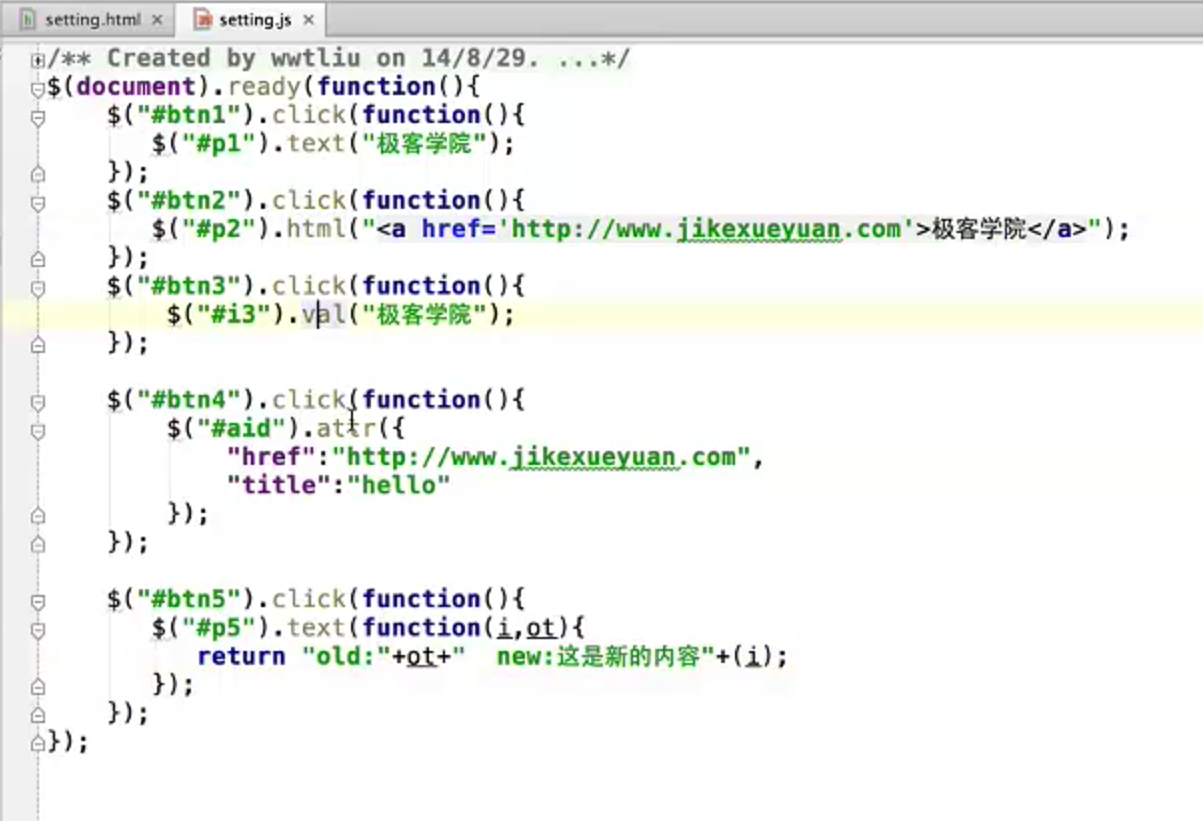 setting.html × setting.js ×
/** Created by wwtliu on 14/8/29. ...*/
$(document).ready(function(){
    $("#btn1").click(function(){
       $("#p1").text("极客学院");
    });
    $("#btn2").click(function(){
       $("#p2").html("<a href='http://www.jikexueyuan.com'>极客学院</a>");
    });
    $("#btn3").click(function(){
        $("#i3").val("极客学院");
    });
    $("#btn4").click(function(){
        $("#aid").attr({
            "href":"http://www.jikexueyuan.com",
            "title":"hello"
        });
    });
    $("#btn5").click(function(){
       $("#p5").text(function(i,ot){
          return "old:"+ot+"  new:这是新的内容"+(i);
       });
    });
});